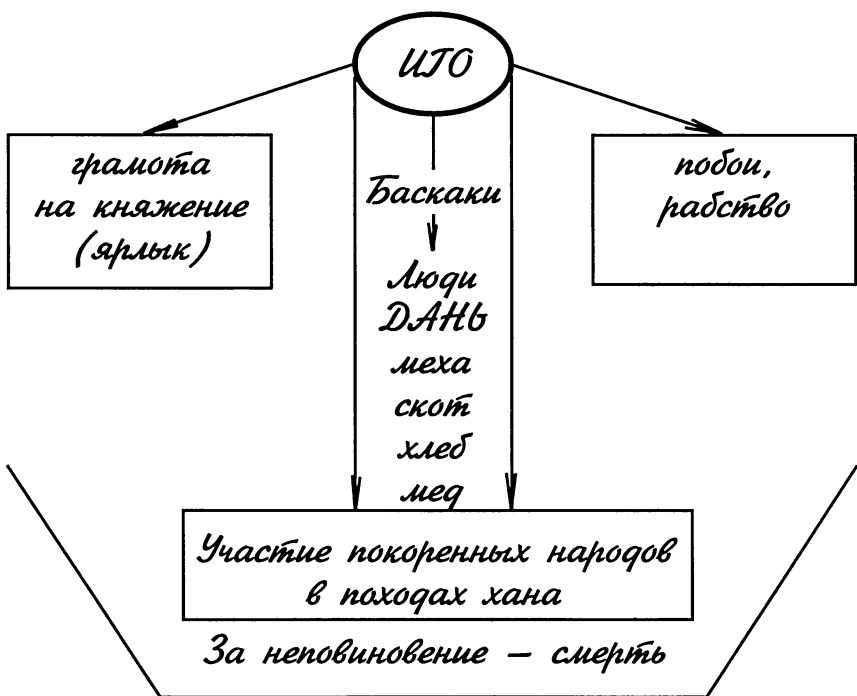 ИГО
грамота
на княжение
(ярлык)
Баскаки
Люди
ДАНЬ
меха
скот
хлеб
мед
побои,
рабство
Участие покоренных народов
в походах хана
За неповиновение – смерть